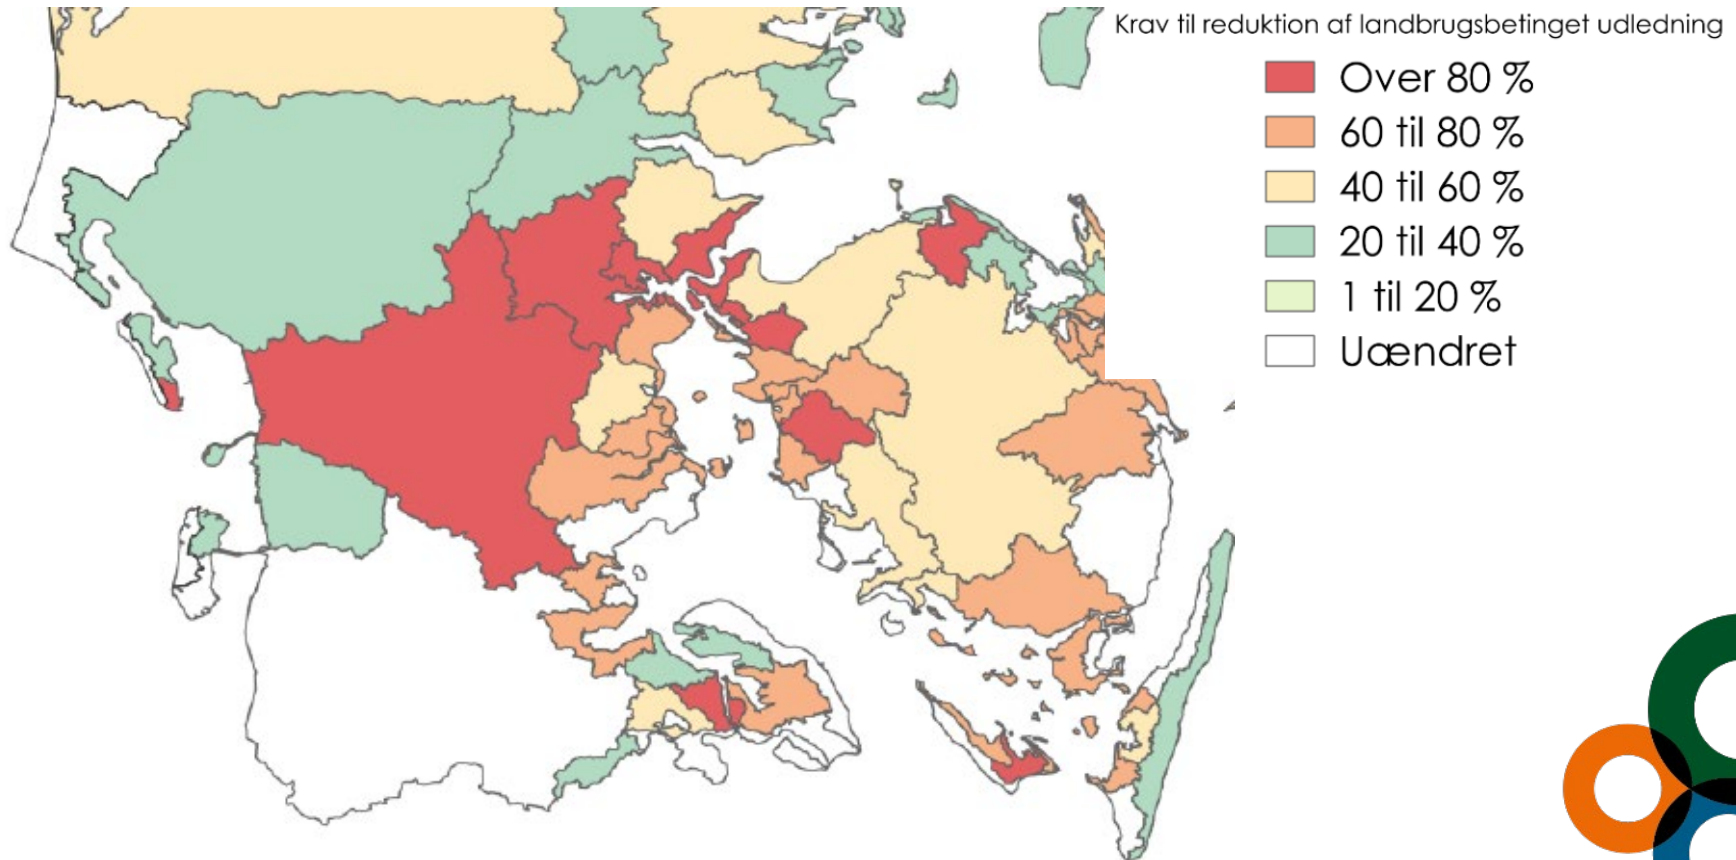 Krav til reduktion af landbrugsbetinget udledning
Over 80 %
60 til 80 %
40 til 60 %
20 til 40 %
1 til 20 %
Uændret